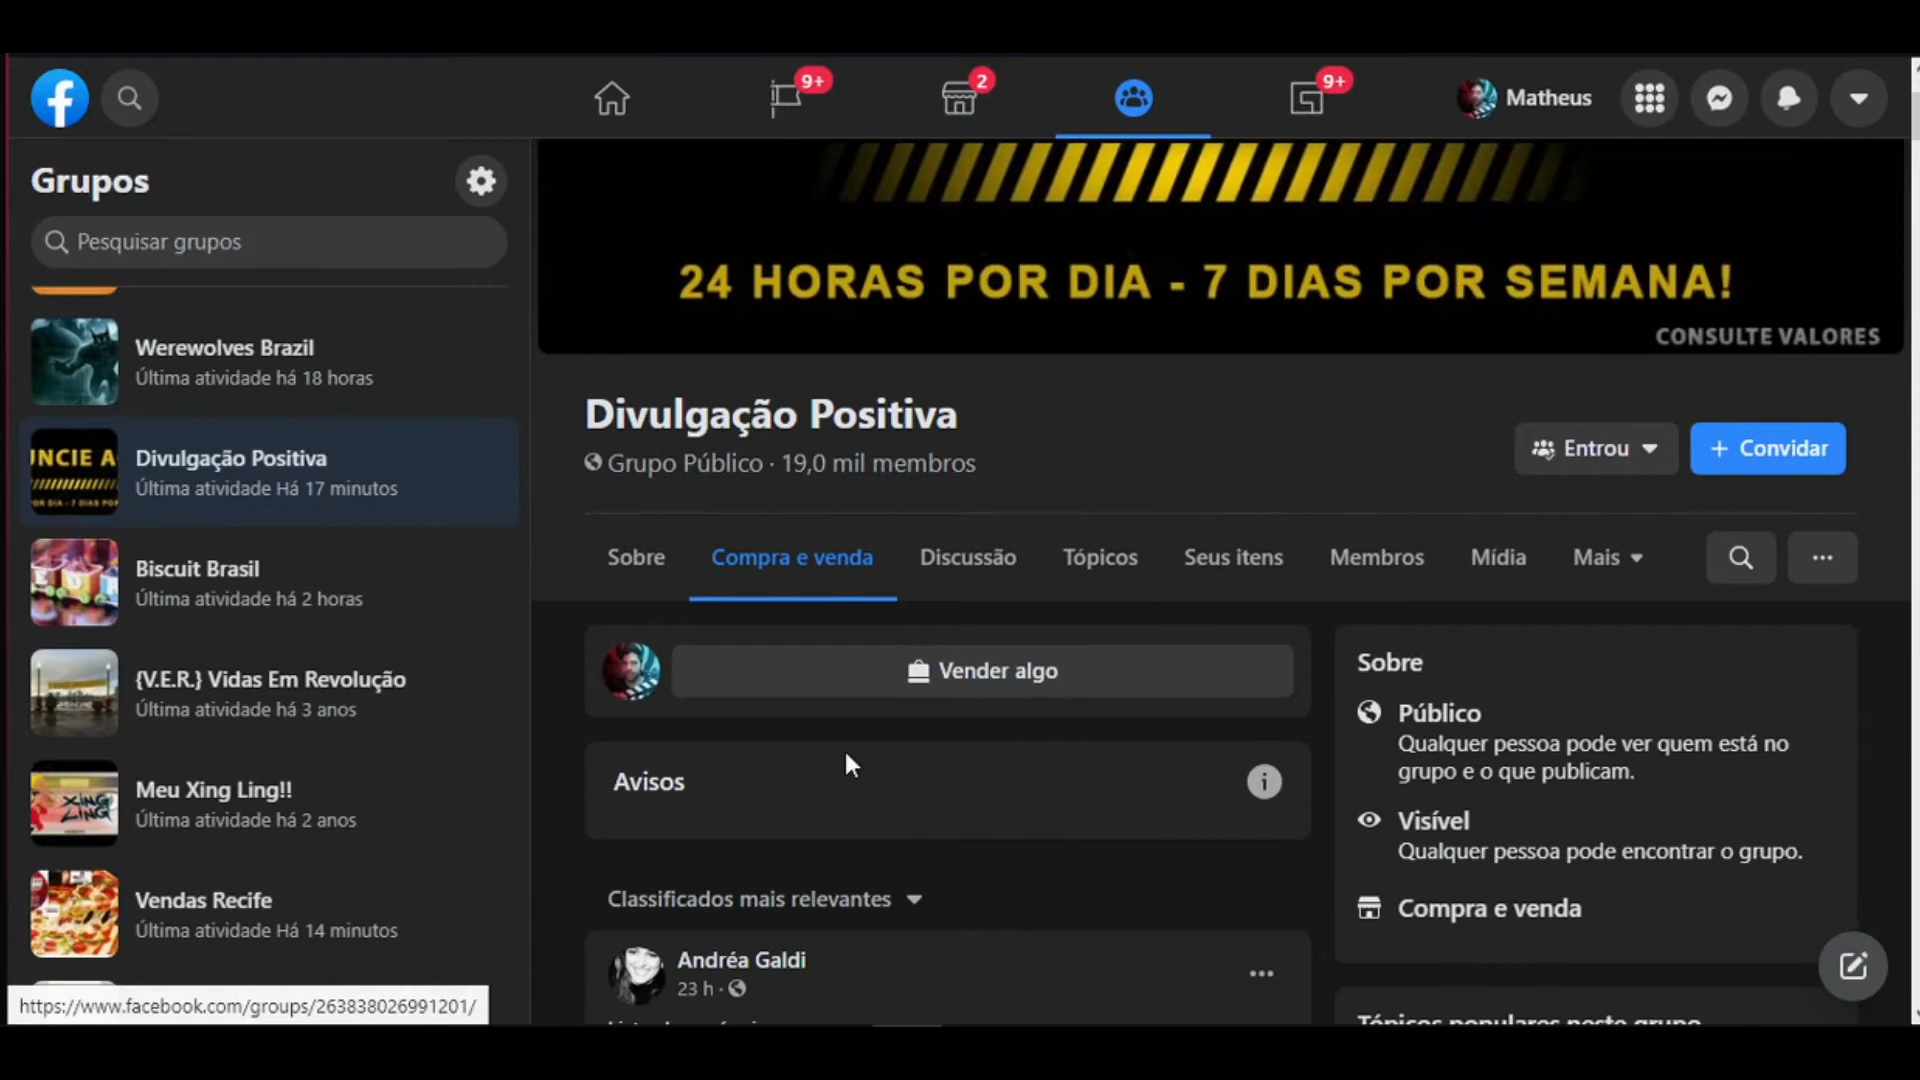 9+
2
9+
Matheus
Grupos
Pesquisar grupos
Werewolves Brazil
Última atividade há 18 horas
Divulgação Positiva
Última atividade Há 17 minutos
Biscuit Brasil
Última atividade há 2 horas
{V.E.R.} Vidas Em Revolução
Última atividade há 3 anos
Meu Xing Ling!!
Última atividade há 2 anos
XING LING
Vendas Recife
Última atividade Há 14 minutos
https://www.facebook.com/groups/263838026991201/
24 HORAS POR DIA - 7 DIAS POR SEMANA!
CONSULTE VALORES
Divulgação Positiva
Grupo Público · 19,0 mil membros
Entrou
+ Convidar
Sobre
Compra e venda
Discussão
Tópicos
Seus itens
Membros
Mídia
Mais
Vender algo
Avisos
Classificados mais relevantes
Andréa Galdi
23 h ·
Sobre
Público
Qualquer pessoa pode ver quem está no
grupo e o que publicam.
Visível
Qualquer pessoa pode encontrar o grupo.
Compra e venda
Tópicos populares neste grupo